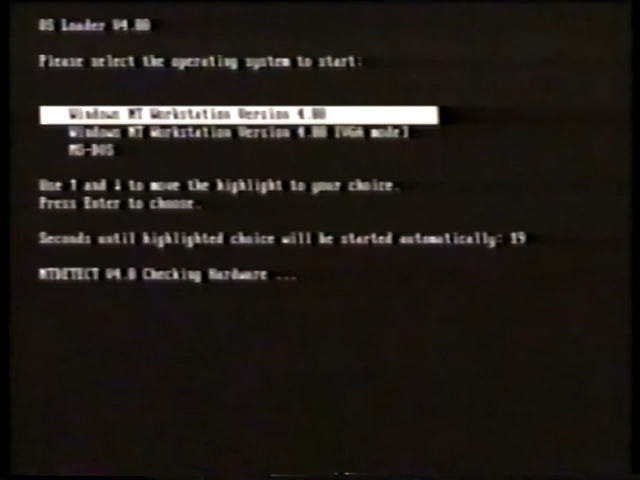 OS Loader V4.00
Please select the operating system to start:
Windows NT Workstation Version 4.00
Windows NT Workstation Version 4.00 [VGA mode]
MS-DOS
Use ↑ and ↓ to move the highlight to your choice.
Press Enter to choose.
Seconds until highlighted choice will be started automatically:
NTDETECT V4.0 Checking Hardware ...